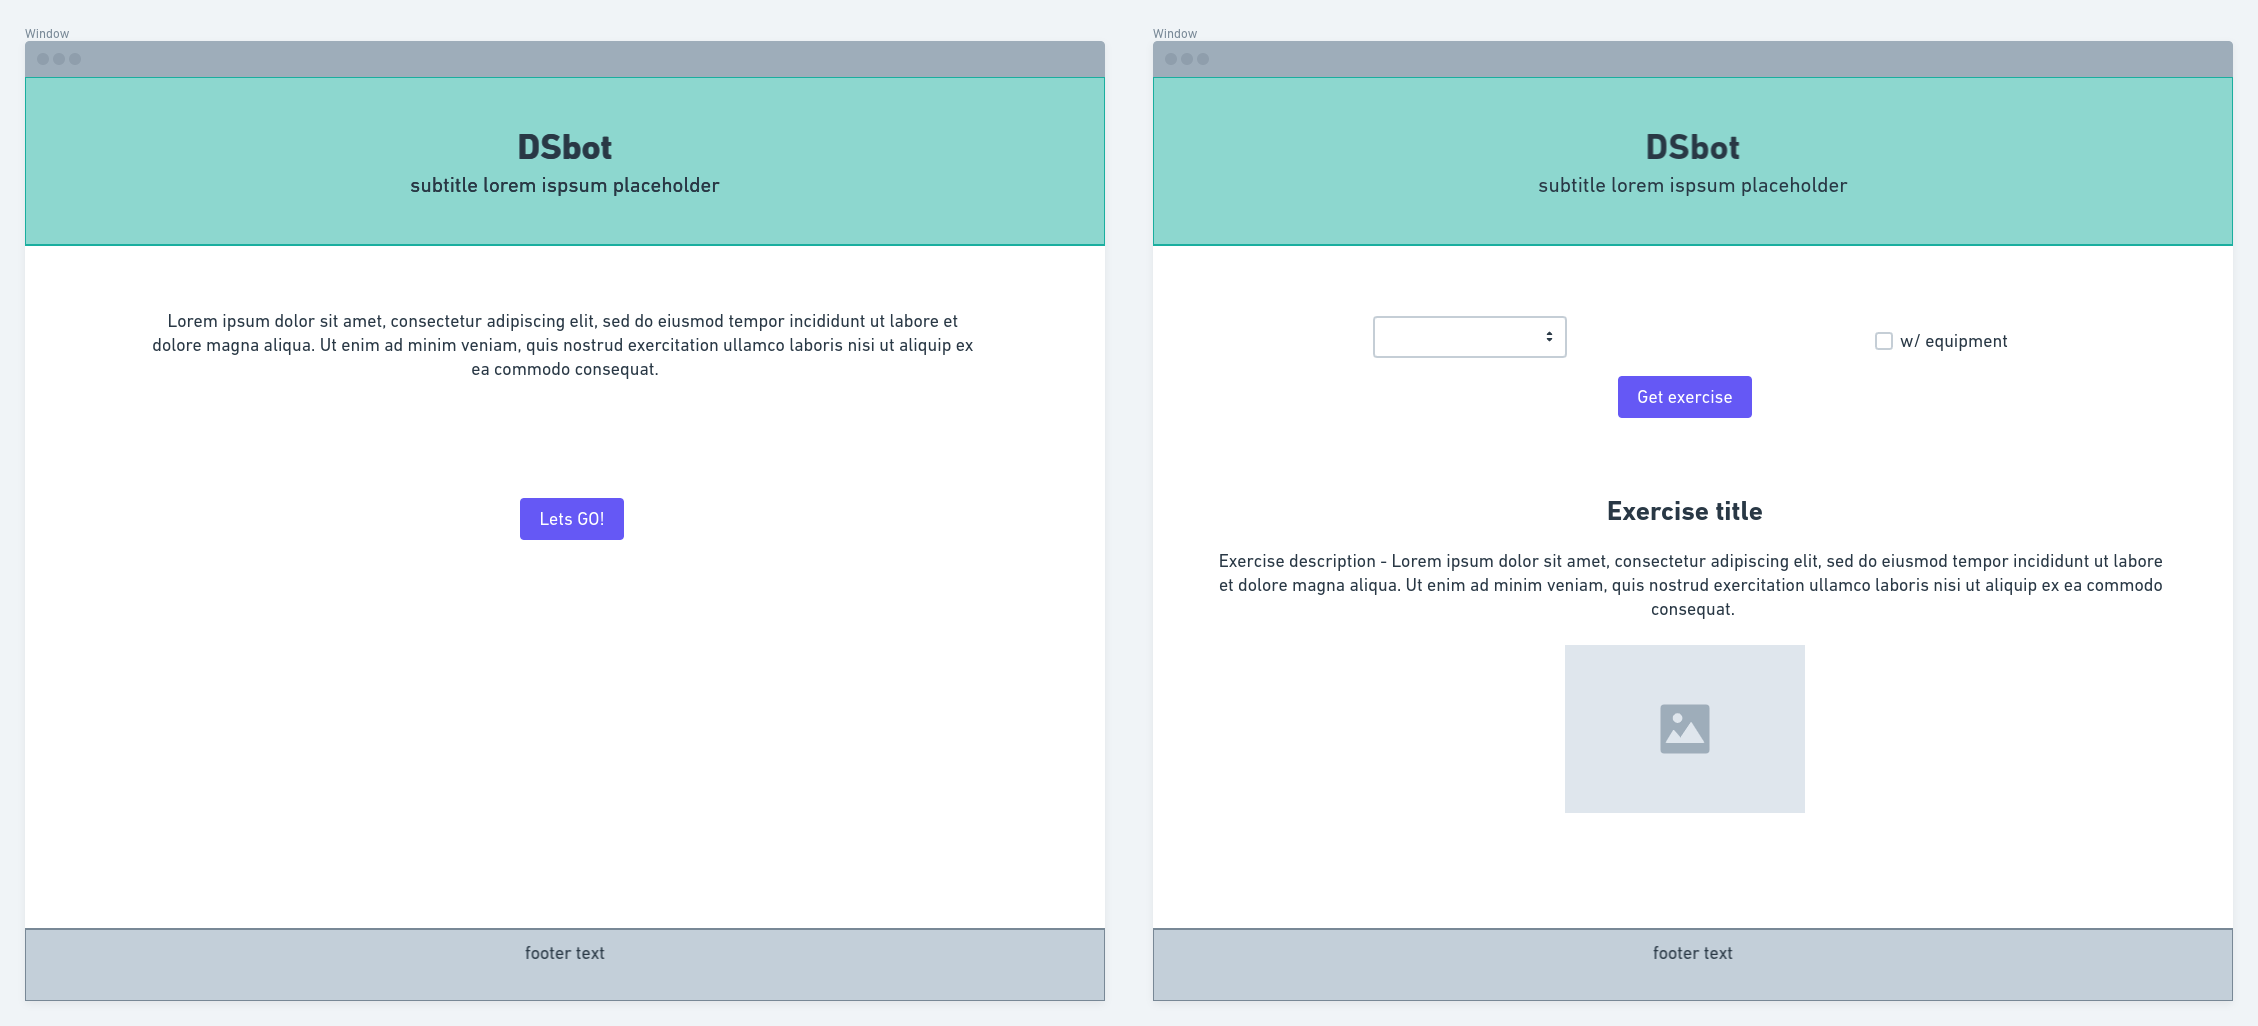 Window
DSbot
subtitle lorem ispsum placeholder
Lorem ipsum dolor sit amet, consectetur adipiscing elit, sed do eiusmod tempor incididunt ut labore et
dolore magna aliqua. Ut enim ad minim veniam, quis nostrud exercitation ullamco laboris nisi ut aliquip ex
ea commodo consequat.
Lets GO!
footer text
Window
DSbot
subtitle lorem ispsum placeholder
w/ equipment
Get exercise
Exercise title
Exercise description - Lorem ipsum dolor sit amet, consectetur adipiscing elit, sed do eiusmod tempor incididunt ut labore
et dolore magna aliqua. Ut enim ad minim veniam, quis nostrud exercitation ullamco laboris nisi ut aliquip ex ea commodo
consequat.
footer text